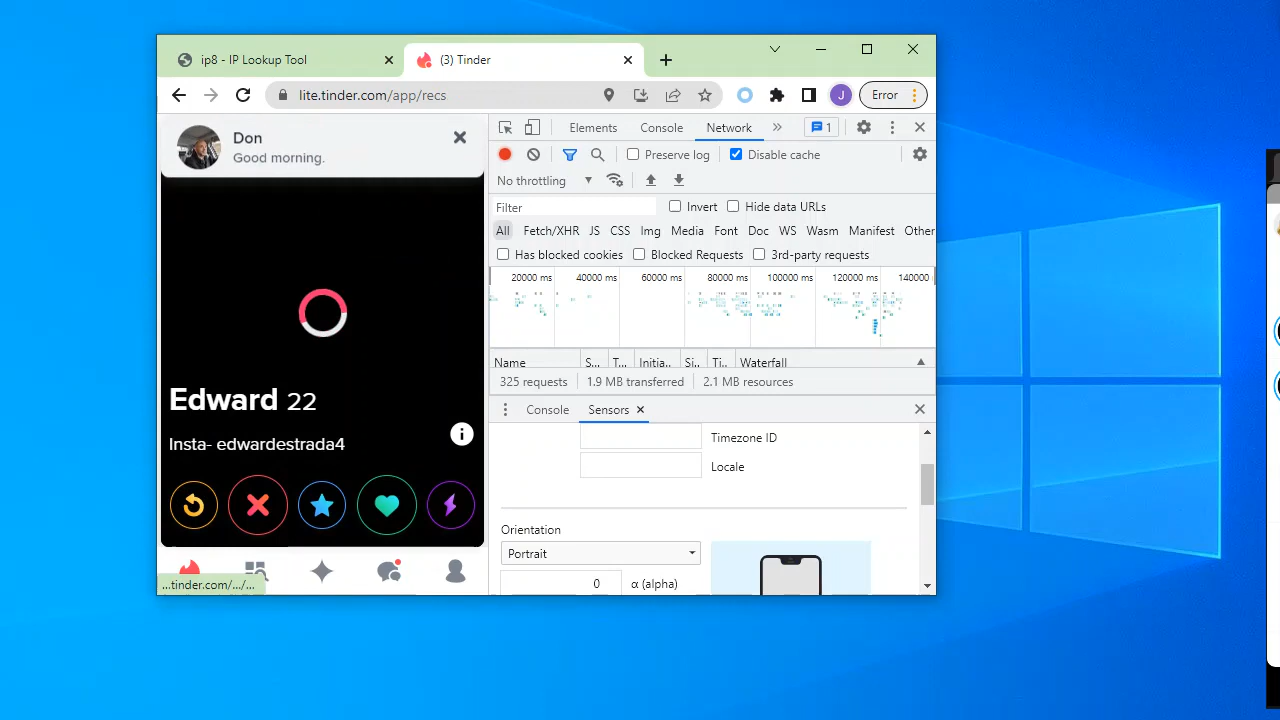 ip8 - IP Lookup Tool
(3) Tinder
lite.tinder.com/app/recs
J
Error
Don
Good morning.
Edward 22
Insta- edwardestrada4
...tinder.com/.../...
Elements
Console
Network
1
Preserve log
Disable cache
No throttling
Filter
Invert
Hide data URLs
All
Fetch/XHR
JS
CSS
Img
Media
Font
Doc
WS
Wasm
Manifest
Other
Has blocked cookies
Blocked Requests
3rd-party requests
20000 ms
40000 ms
60000 ms
80000 ms
100000 ms
120000 ms
140000
Name
S...
T...
Initia...
Si...
Ti...
Waterfall
325 requests
1.9 MB transferred
2.1 MB resources
Console
Sensors
Timezone ID
Locale
Orientation
Portrait
0
α (alpha)